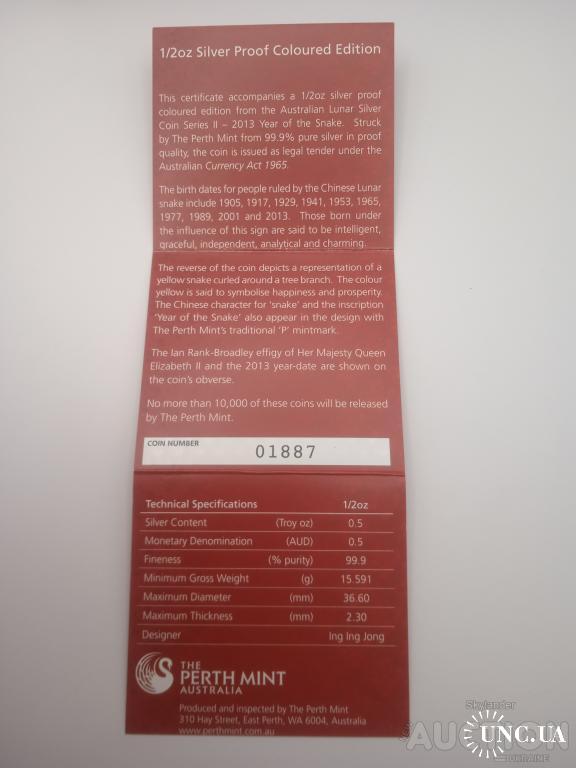 1/2oz Silver Proof Coloured Edition
This certificate accompanies a 1/2oz silver proof
coloured edition from the Australian Lunar Silver
Coin Series II – 2013 Year of the Snake. Struck
by The Perth Mint from 99.9% pure silver in proof
quality, the coin is issued as legal tender under the
Australian Currency Act 1965.
The birth dates for people ruled by the Chinese Lunar
snake include 1905, 1917, 1929, 1941, 1953, 1965,
1977, 1989, 2001 and 2013. Those born under
the influence of this sign are said to be intelligent,
graceful, independent, analytical and charming.
The reverse of the coin depicts a representation of a
yellow snake curled around a tree branch. The colour
yellow is said to symbolise happiness and prosperity.
The Chinese character for 'snake' and the inscription
'Year of the Snake' also appear in the design with
The Perth Mint's traditional 'P' mintmark.
The Ian Rank-Broadley effigy of Her Majesty Queen
Elizabeth II and the 2013 year-date are shown on
the coin's obverse.
No more than 10,000 of these coins will be released
by The Perth Mint.
COIN NUMBER 01887
Technical Specifications 1/2oz
Silver Content (Troy oz) 0.5
Monetary Denomination (AUD) 0.5
Fineness (% purity) 99.9
Minimum Gross Weight (g) 15.591
Maximum Diameter (mm) 36.60
Maximum Thickness (mm) 2.30
Designer Ing Ing Jong
THE
PERTH MINT
AUSTRALIA
Produced and inspected by The Perth Mint
310 Hay Street, East Perth, WA 6004, Australia
www.perthmint.com.au
Skylander
AUCTION
UNC.UA
UKRAINE